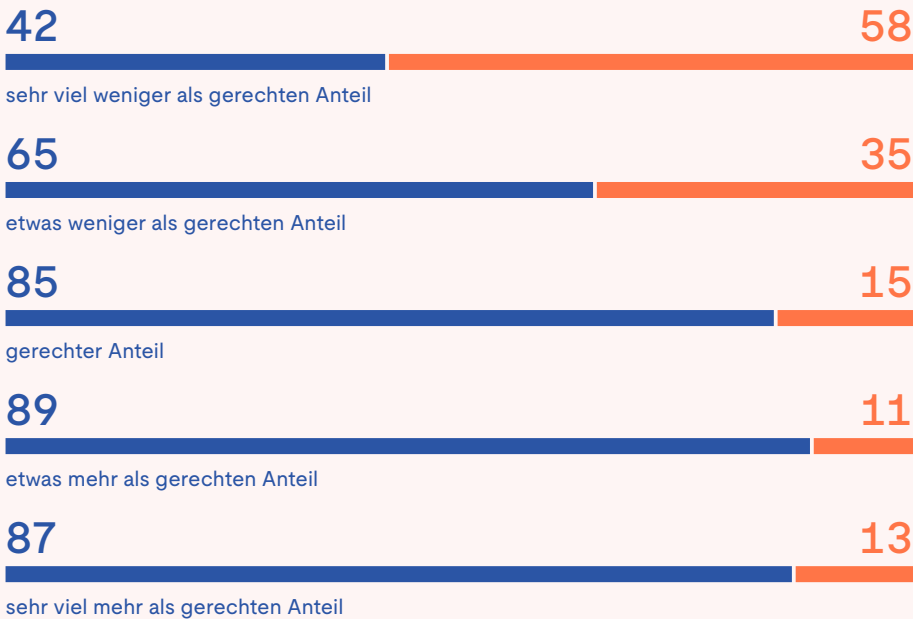 42 58
sehr viel weniger als gerechten Anteil
65 35
etwas weniger als gerechten Anteil
85 15
gerechter Anteil
89 11
etwas mehr als gerechten Anteil
87 13
sehr viel mehr als gerechten Anteil